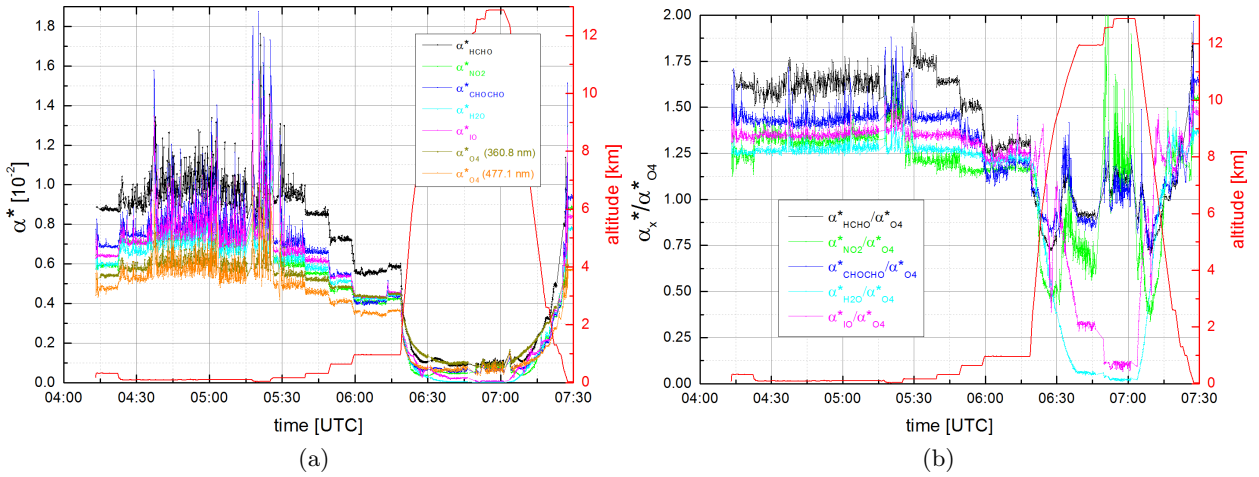 1.8
1.6
1.4
1.2
1.0
0.8
0.6
0.4
0.2
0.0
α* [10⁻²]
α*HCHO
α*NO2
α*CHOCHO
α*H2O
α*IO
α*O4 (360.8 nm)
α*O4 (477.1 nm)
12
10
8
6
4
2
0
altitude [km]
04:00 04:30 05:00 05:30 06:00 06:30 07:00 07:30
time [UTC]
(a)
2.00
1.75
1.50
1.25
1.00
0.75
0.50
0.25
0.00
αx*/α*O4
α*HCHO/α*O4
α*NO2/α*O4
α*CHOCHO/α*O4
α*H2O/α*O4
α*IO/α*O4
12
10
8
6
4
2
0
altitude [km]
04:00 04:30 05:00 05:30 06:00 06:30 07:00 07:30
time [UTC]
(b)